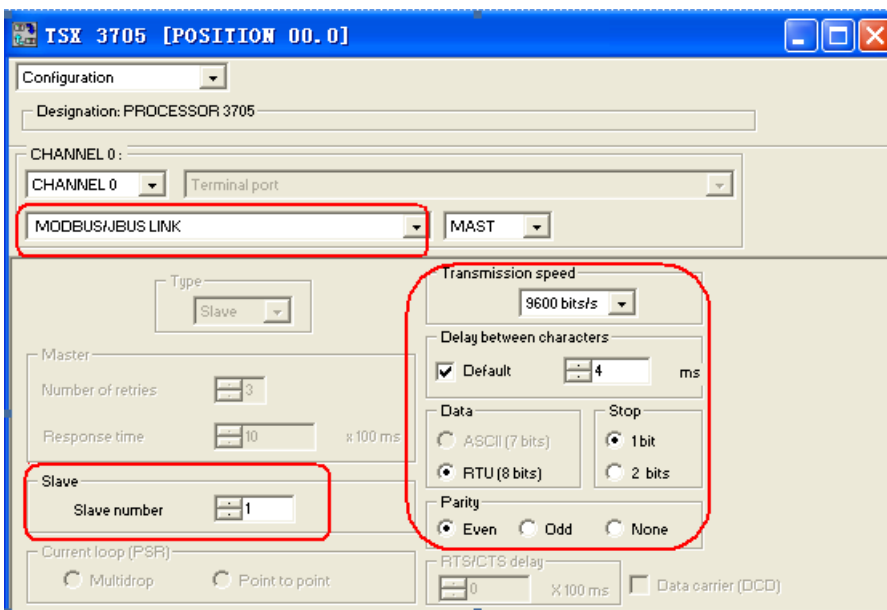 TSX 3705 [POSITION 00.0]
Configuration
Designation: PROCESSOR 3705
CHANNEL 0 :
CHANNEL 0 Terminal port
MODBUS/JBUS LINK MAST
Type
Slave
Master
Number of retries 3
Response time 10 x 100 ms
Slave
Slave number 1
Current loop (PSR)
Multidrop Point to point
Transmission speed
9600 bits/s
Delay between characters
Default 4 ms
Data
ASCII (7 bits)
RTU (8 bits)
Stop
1 bit
2 bits
Parity
Even Odd None
RTS/CTS delay
0 X 100 ms Data carrier (DCD)